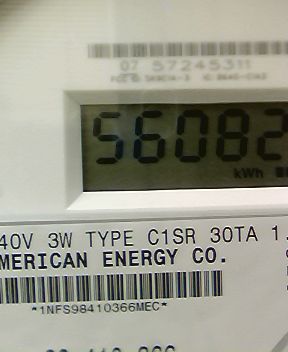 07 57245311
56082
kWh
40V 3W TYPE C1SR 30TA 1.
MERICAN ENERGY CO.
*1NFS98410366MEC*